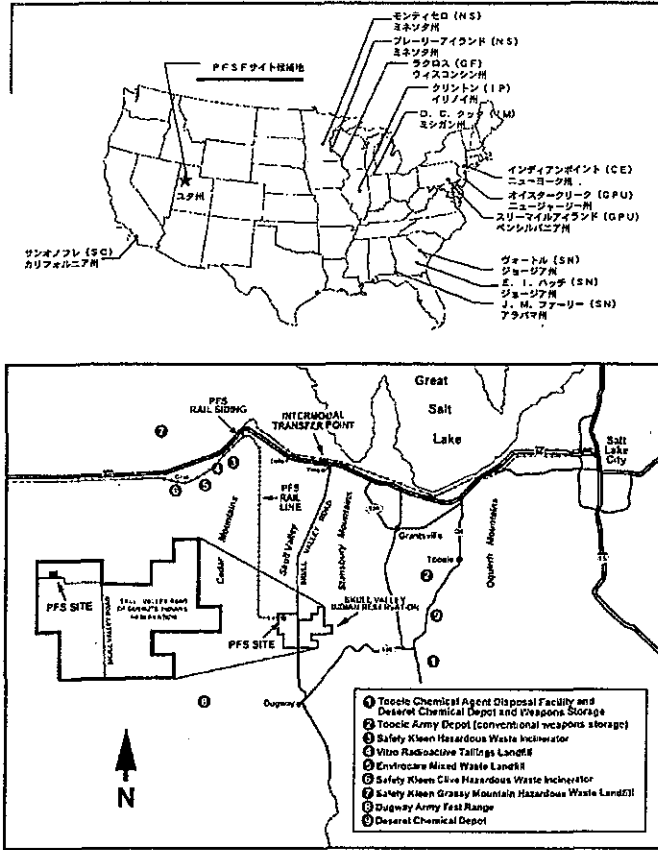 モンティセロ (NS)
ミネソタ州
プレーリーアイランド (NS)
ミネソタ州
PFSFサイト候補地
ラクロス (GF)
ウィスコンシン州
クリントン (IP)
イリノイ州
D. C. クック (IM)
ミシガン州
インディアンポイント (CE)
ニューヨーク州
オイスタークリーク (GPU)
ニュージャージー州
スリーマイルアイランド (GPU)
ペンシルバニア州
ユタ州
サンオノフレ (SC)
カリフォルニア州
ヴォートル (SN)
ジョージア州
E. I. ハッチ (SN)
ジョージア州
J. M. ファーリー (SN)
アラバマ州
Great
Salt
Lake
PFS
RAIL SIDING
INTERMODAL
TRANSFER POINT
Salt
Lake
City
PFS
RAIL
LINE
Cedar Mountains
Skull Valley
SKULL VALLEY ROAD
Stansbury Mountains
Grantsville
Tooele
Oquirrh Mountains
SKULL VALLEY BAND
OF GOSHUTE INDIANS
RESERVATION
PFS SITE
SKULL VALLEY ROAD
SKULL VALLEY
INDIAN RESERVATION
PFS SITE
Dugway
N
1 Tooele Chemical Agent Disposal Facility and
Deseret Chemical Depot and Weapons Storage
2 Tooele Army Depot (conventional weapons storage)
3 Safety Kleen Hazardous Waste Incinerator
4 Vitro Radioactive Tailings Landfill
5 Envirocare Mixed Waste Landfill
6 Safety Kleen Clive Hazardous Waste Incinerator
7 Safety Kleen Grassy Mountain Hazardous Waste Landfill
8 Dugway Army Test Range
9 Deseret Chemical Depot